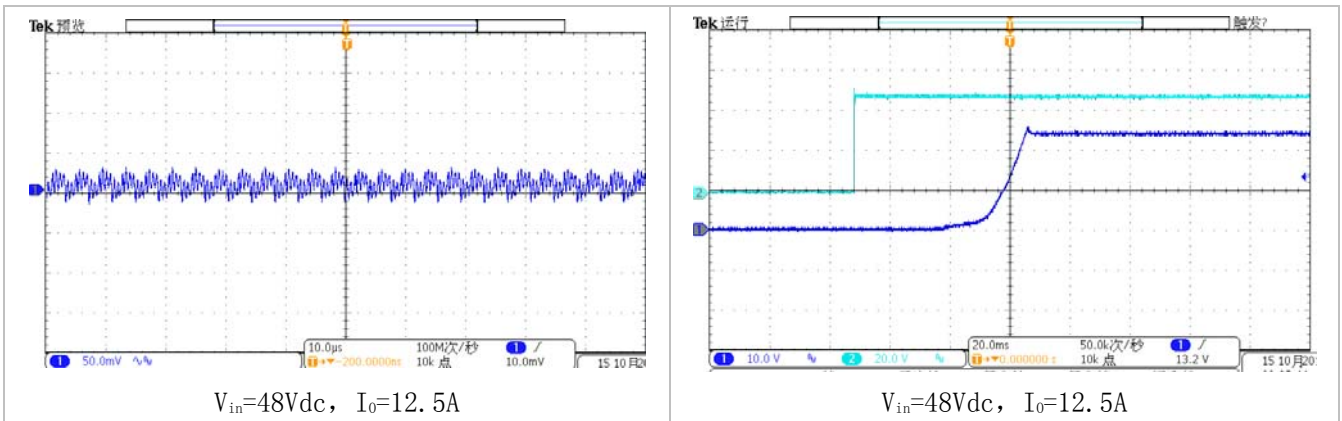 Tek 预览
T
T
1
1 50.0mV
10.0μs 100M次/秒 1
T -200.0000ns 10k 点 10.0mV
15 10月20
Vin=48Vdc, I0=12.5A
Tek 运行 触发?
T
T
2
1
1 10.0 V 2 20.0 V
20.0ms 50.0k次/秒 1
T 0.000000 s 10k 点 13.2 V
15 10月20
Vin=48Vdc, I0=12.5A